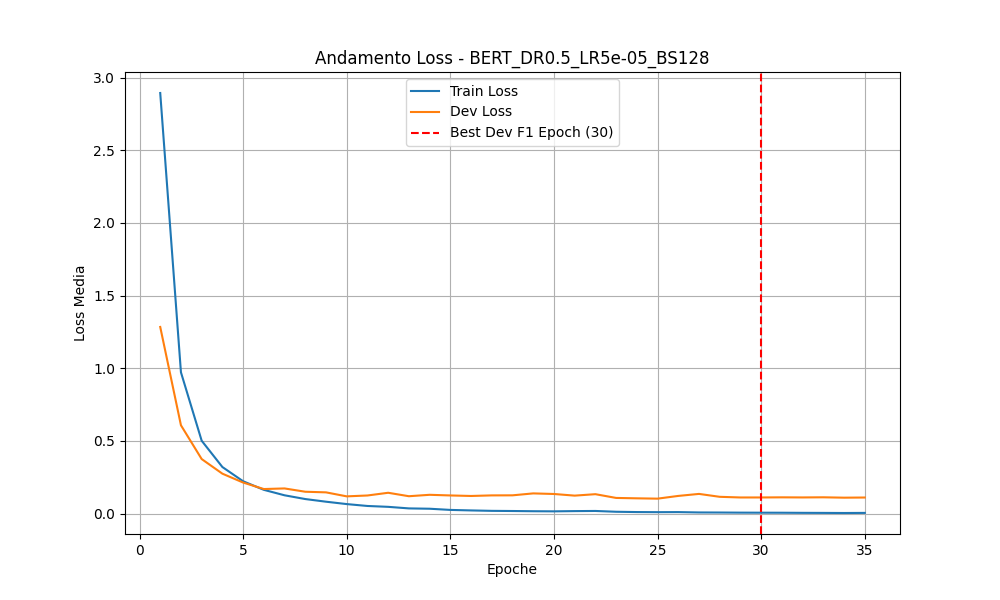 Andamento Loss - BERT_DR0.5_LR5e-05_BS128
Train Loss
Dev Loss
Best Dev F1 Epoch (30)
3.0
2.5
2.0
1.5
1.0
0.5
0.0
Loss Media
0 5 10 15 20 25 30 35
Epoche